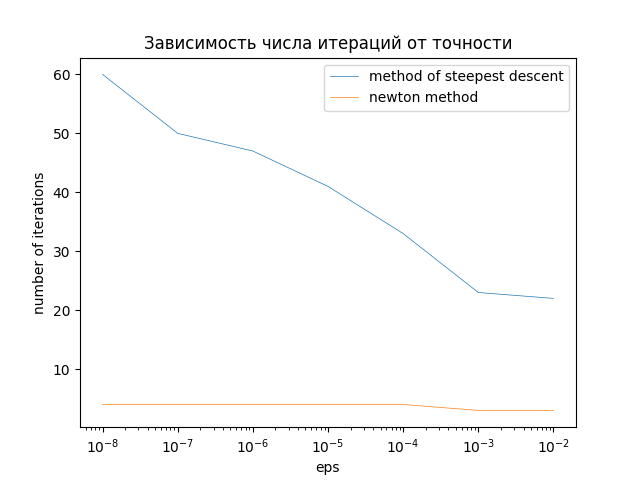 Зависимость числа итераций от точности
method of steepest descent
newton method
number of iterations
60
50
40
30
20
10
10⁻⁸ 10⁻⁷ 10⁻⁶ 10⁻⁵ 10⁻⁴ 10⁻³ 10⁻²
eps